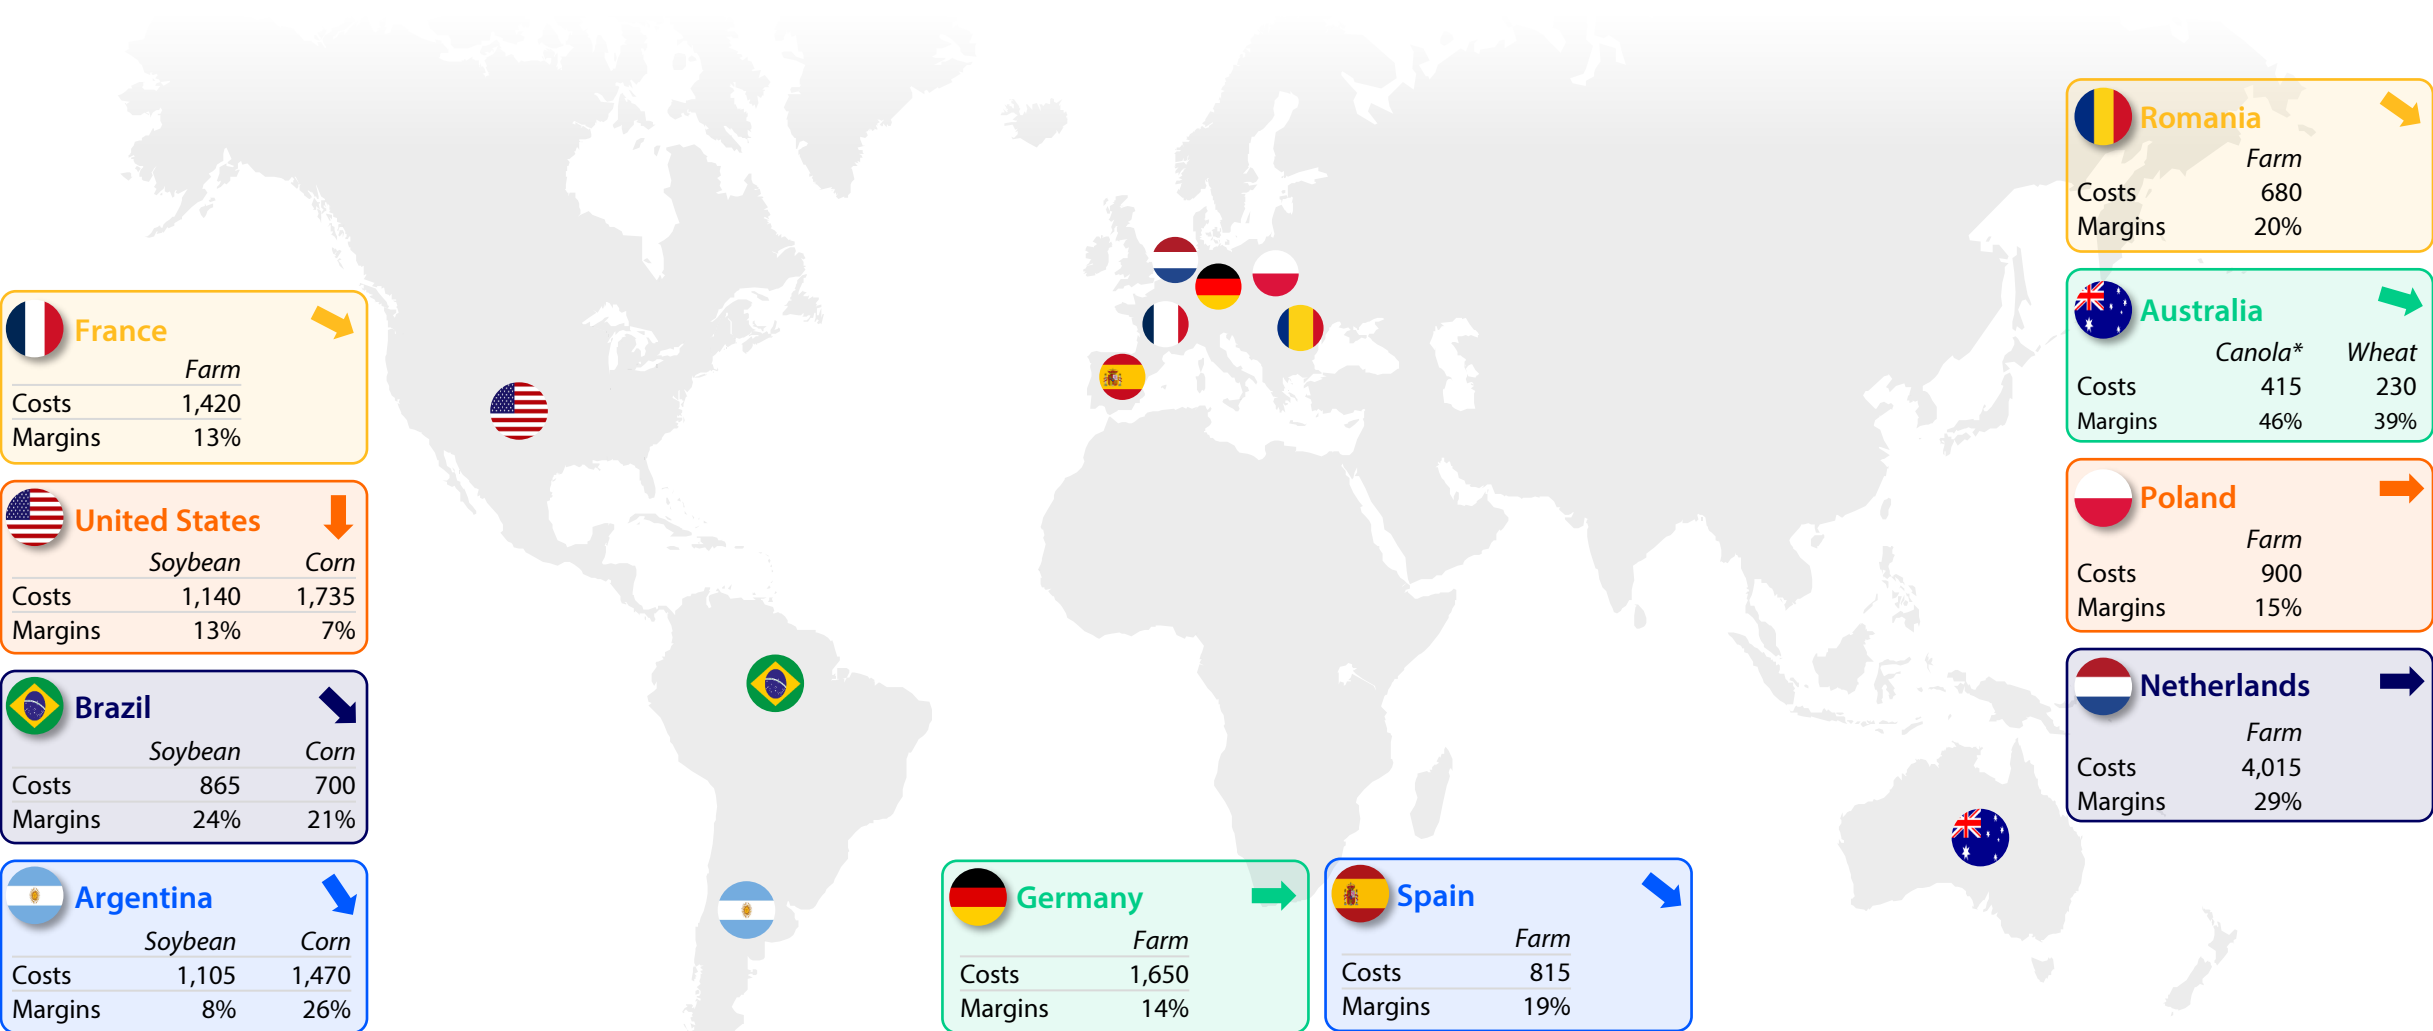 France
Farm
Costs 1,420
Margins 13%
United States
Soybean Corn
Costs 1,140 1,735
Margins 13% 7%
Brazil
Soybean Corn
Costs 865 700
Margins 24% 21%
Argentina
Soybean Corn
Costs 1,105 1,470
Margins 8% 26%
Germany
Farm
Costs 1,650
Margins 14%
Spain
Farm
Costs 815
Margins 19%
Romania
Farm
Costs 680
Margins 20%
Australia
Canola* Wheat
Costs 415 230
Margins 46% 39%
Poland
Farm
Costs 900
Margins 15%
Netherlands
Farm
Costs 4,015
Margins 29%